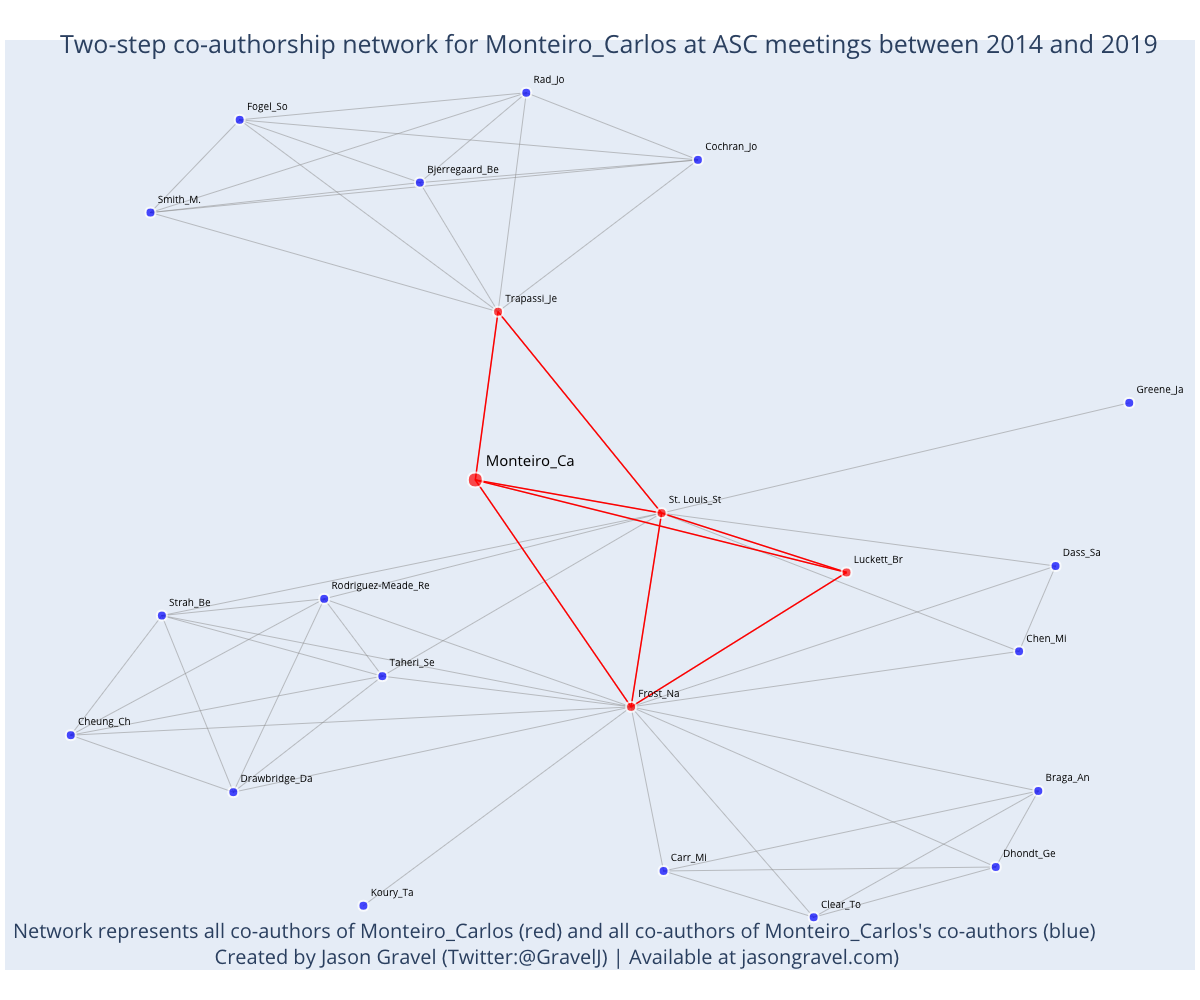 Two-step co-authorship network for Monteiro_Carlos at ASC meetings between 2014 and 2019
Rad_Jo
Fogel_So
Cochran_Jo
Bjerregaard_Be
Smith_M.
Trapassi_Je
Greene_Ja
Monteiro_Ca
St. Louis_St
Dass_Sa
Luckett_Br
Rodriguez-Meade_Re
Strah_Be
Chen_Mi
Taheri_Se
Frost_Na
Cheung_Ch
Drawbridge_Da
Braga_An
Dhondt_Ge
Carr_Mi
Koury_Ta
Clear_To
Network represents all co-authors of Monteiro_Carlos (red) and all co-authors of Monteiro_Carlos's co-authors (blue)
Created by Jason Gravel (Twitter:@GravelJ) | Available at jasongravel.com)